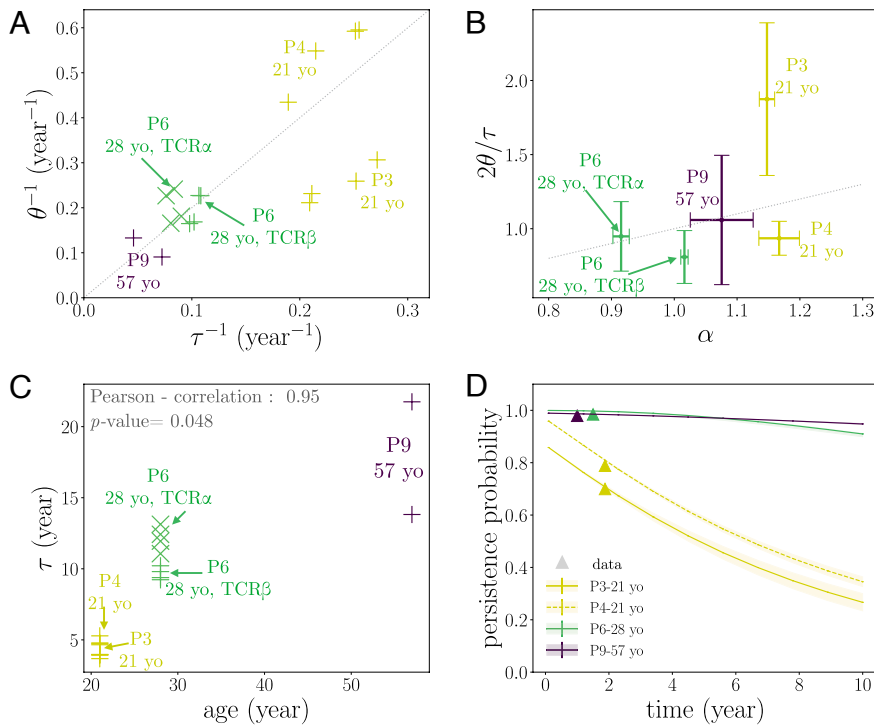 A
0.6
0.5
0.4
0.3
0.2
0.1
0.0
θ⁻¹ (year⁻¹)
P4
21 yo
P6
28 yo, TCRα
P3
21 yo
P6
28 yo, TCRβ
P9
57 yo
0.0 0.1 0.2 0.3
τ⁻¹ (year⁻¹)
B
2.0
1.5
1.0
2θ/τ
P3
21 yo
P9
57 yo
P6
28 yo, TCRα
P6
28 yo, TCRβ
P4
21 yo
0.8 0.9 1.0 1.1 1.2 1.3
α
C
Pearson - correlation : 0.95
p-value= 0.048
20
15
10
5
τ (year)
P9
57 yo
P6
28 yo, TCRα
P6
28 yo, TCRβ
P4
21 yo
P3
21 yo
20 30 40 50
age (year)
D
1.0
0.8
0.6
0.4
0.2
0.0
persistence probability
data
P3-21 yo
P4-21 yo
P6-28 yo
P9-57 yo
0 2 4 6 8 10
time (year)